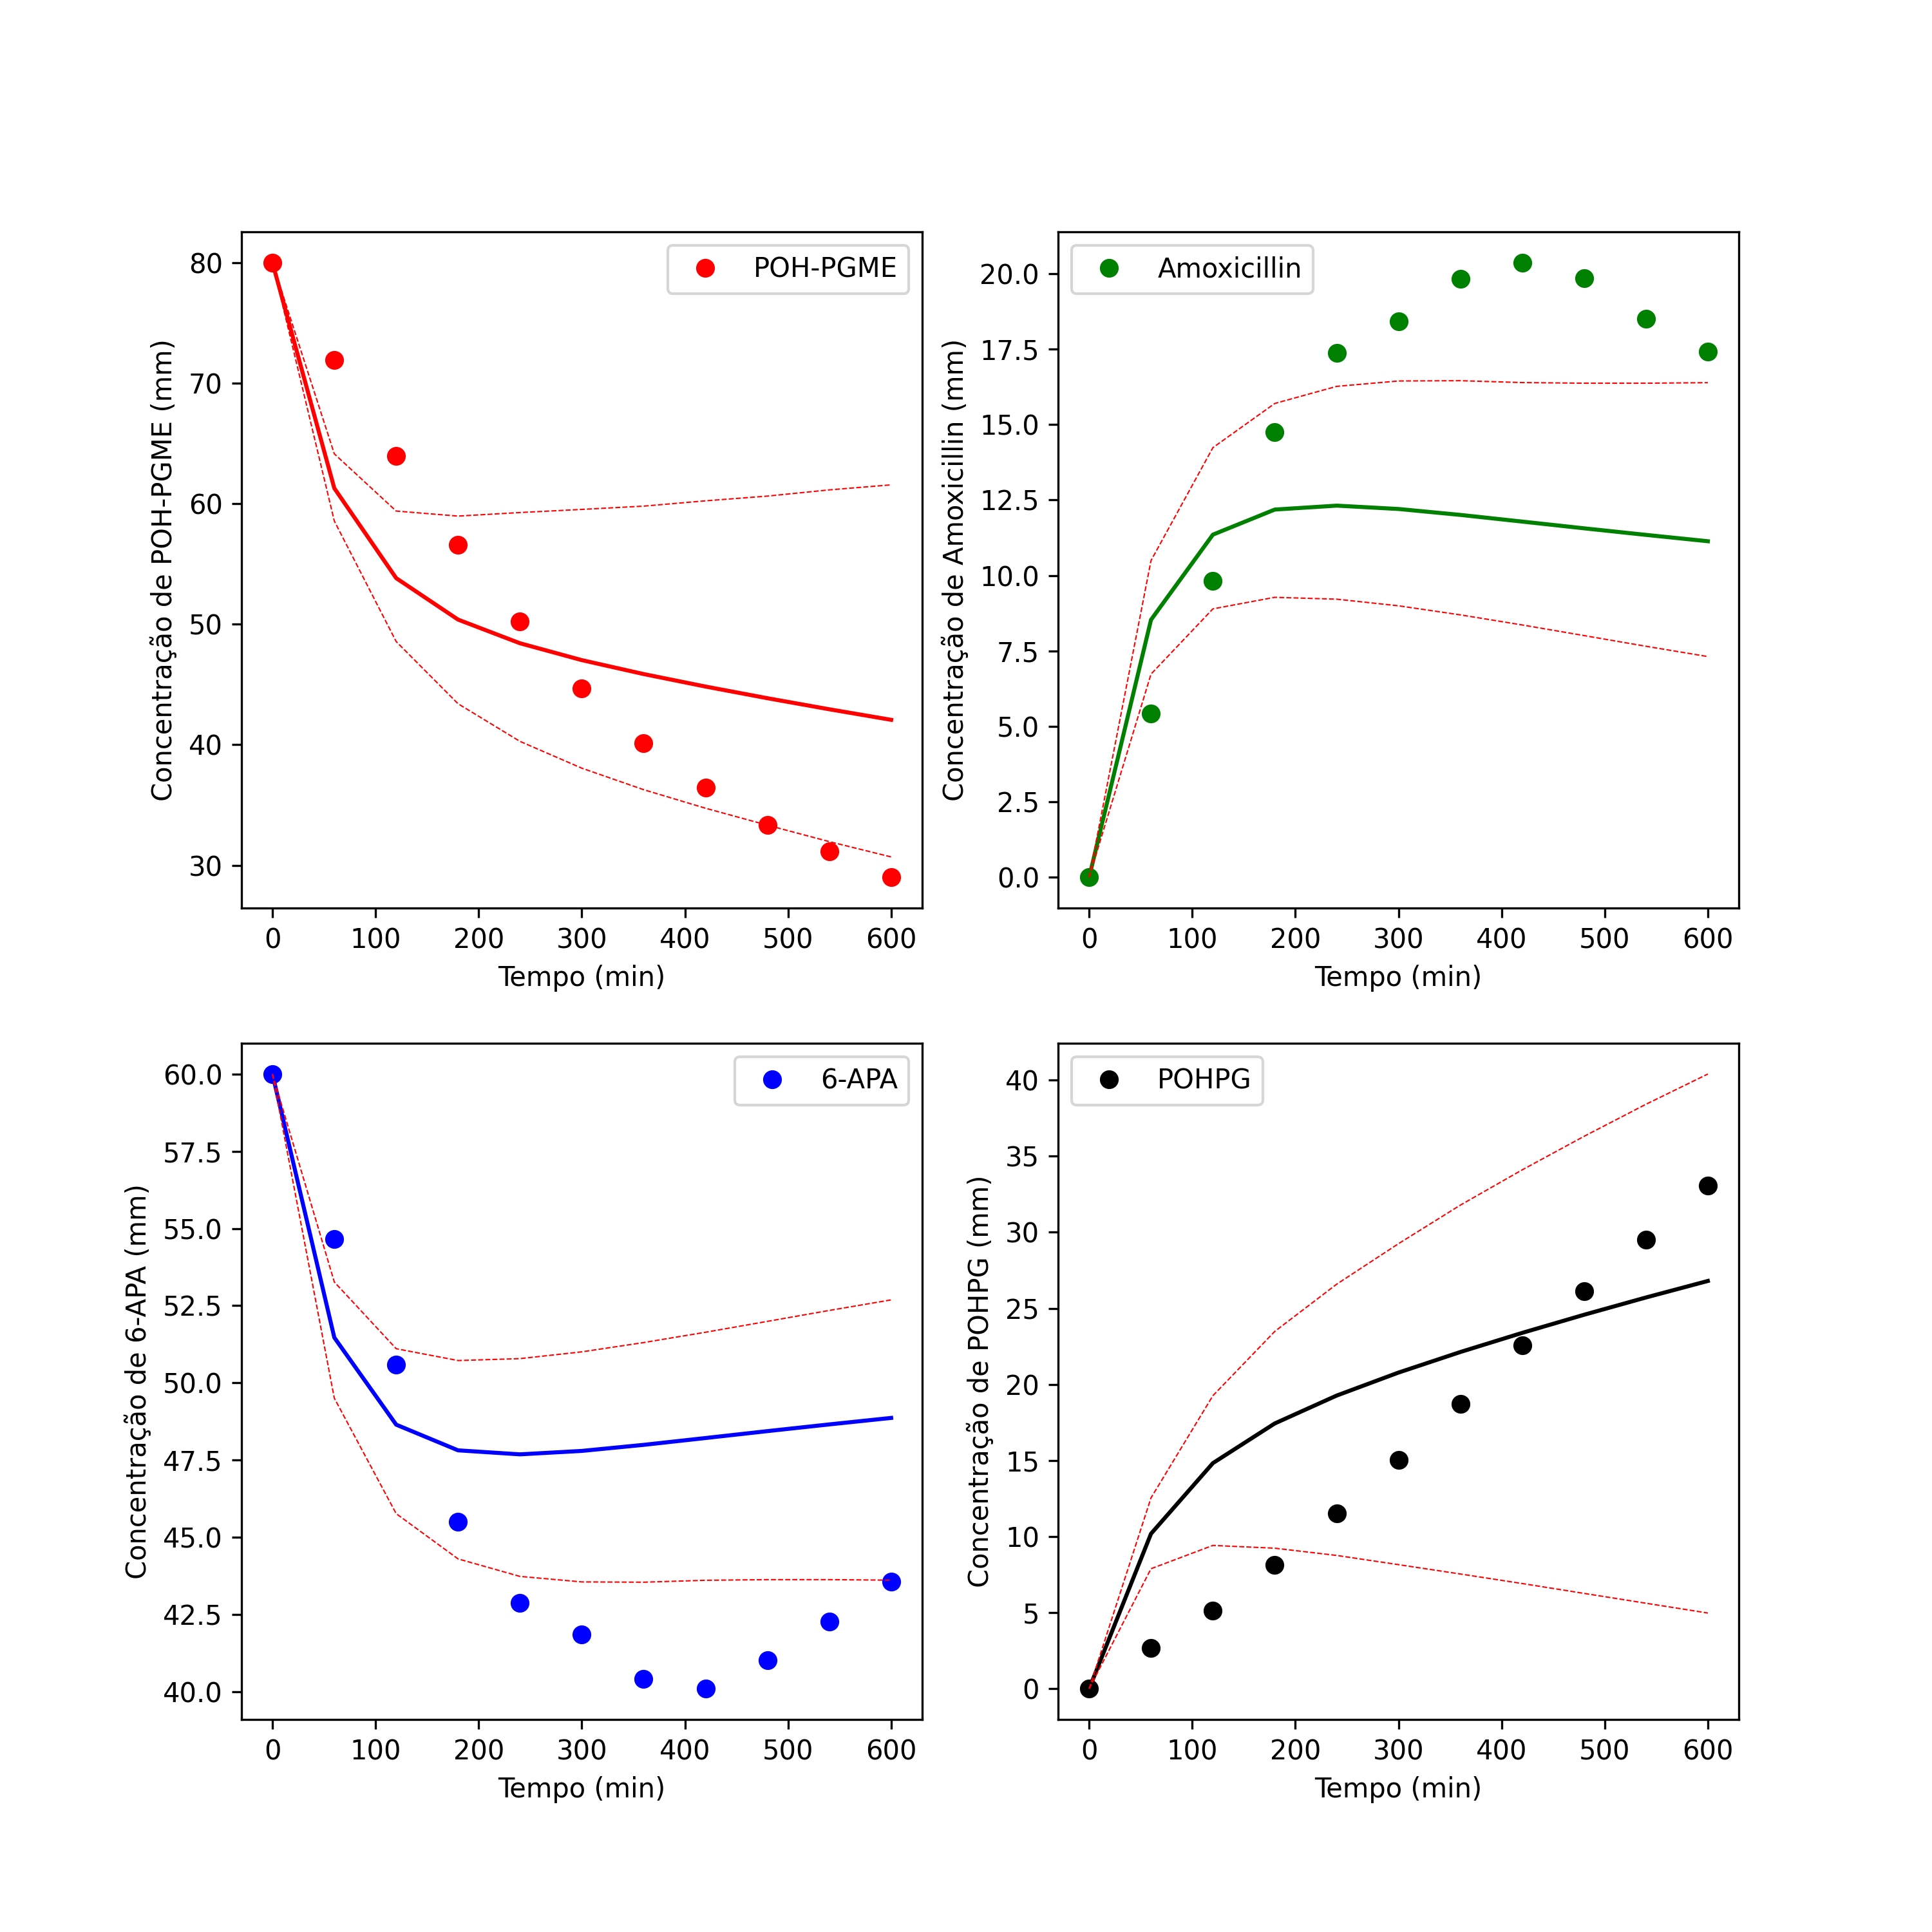 POH-PGME
80
70
60
50
40
30
Concentração de POH-PGME (mm)
0 100 200 300 400 500 600
Tempo (min)
Amoxicillin
20.0
17.5
15.0
12.5
10.0
7.5
5.0
2.5
0.0
Concentração de Amoxicillin (mm)
0 100 200 300 400 500 600
Tempo (min)
6-APA
60.0
57.5
55.0
52.5
50.0
47.5
45.0
42.5
40.0
Concentração de 6-APA (mm)
0 100 200 300 400 500 600
Tempo (min)
POHPG
40
35
30
25
20
15
10
5
0
Concentração de POHPG (mm)
0 100 200 300 400 500 600
Tempo (min)